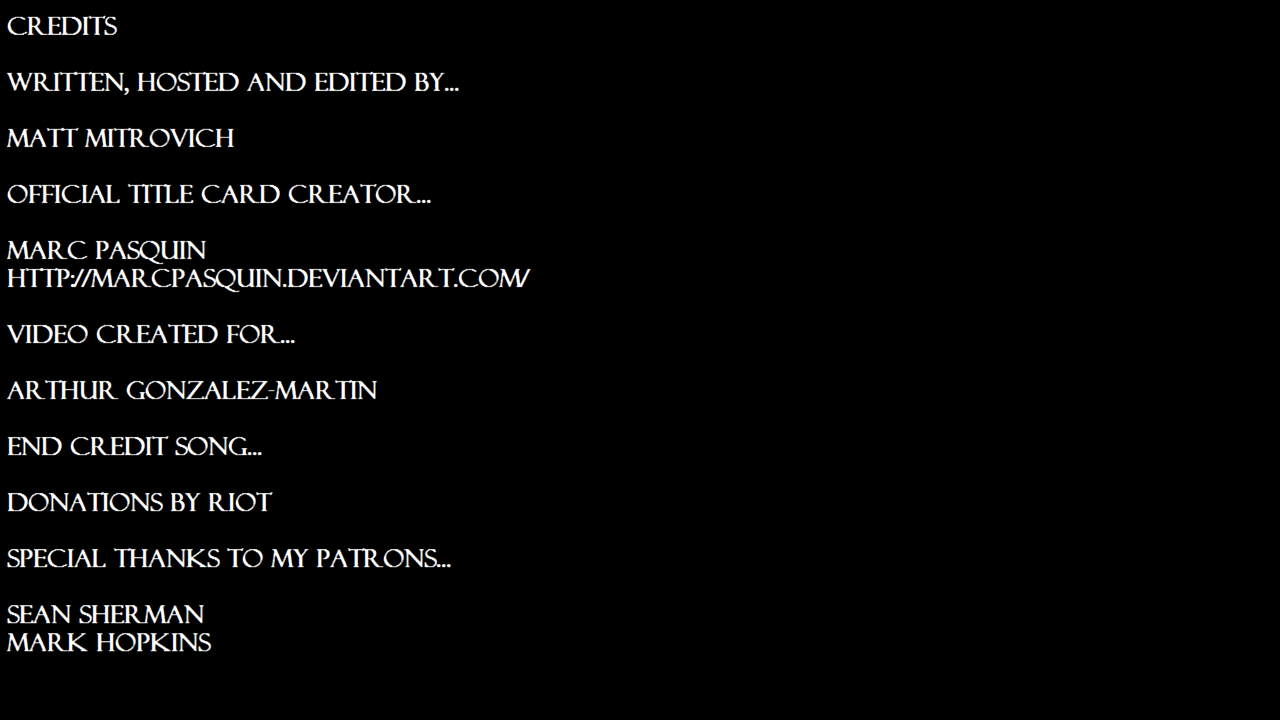 CREDITS
WRITTEN, HOSTED AND EDITED BY...
MATT MITROVICH
OFFICIAL TITLE CARD CREATOR...
MARC PASQUIN
HTTP://MARCPASQUIN.DEVIANTART.COM/
VIDEO CREATED FOR...
ARTHUR GONZALEZ-MARTIN
END CREDIT SONG...
DONATIONS BY RIOT
SPECIAL THANKS TO MY PATRONS...
SEAN SHERMAN
MARK HOPKINS